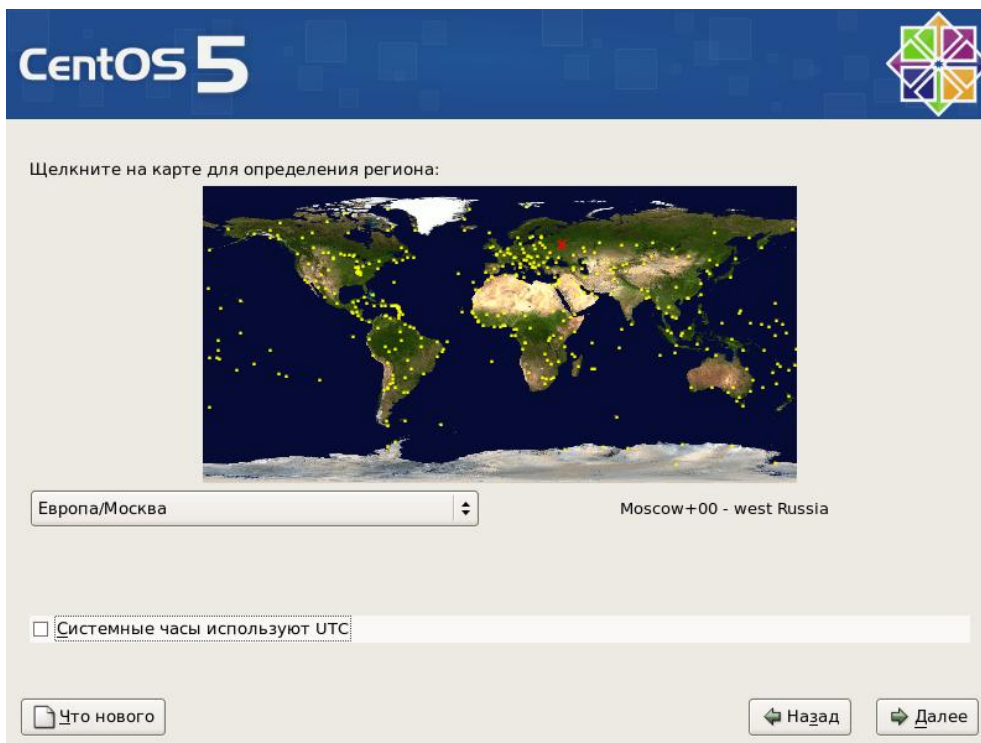 CentOS 5
Щелкните на карте для определения региона:
Европа/Москва
Moscow+00 - west Russia
Системные часы используют UTC
Что нового
Назад
Далее